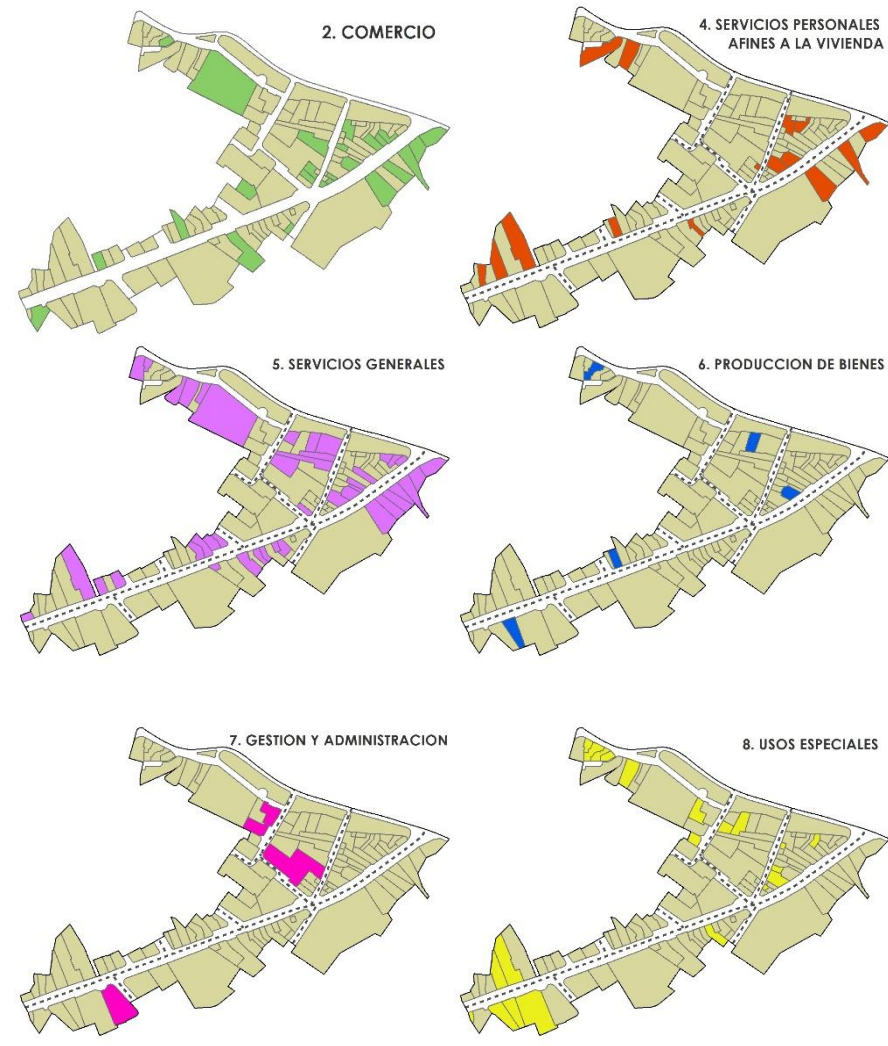 2. COMERCIO
4. SERVICIOS PERSONALES
AFINES A LA VIVIENDA
5. SERVICIOS GENERALES
6. PRODUCCION DE BIENES
7. GESTION Y ADMINISTRACION
8. USOS ESPECIALES